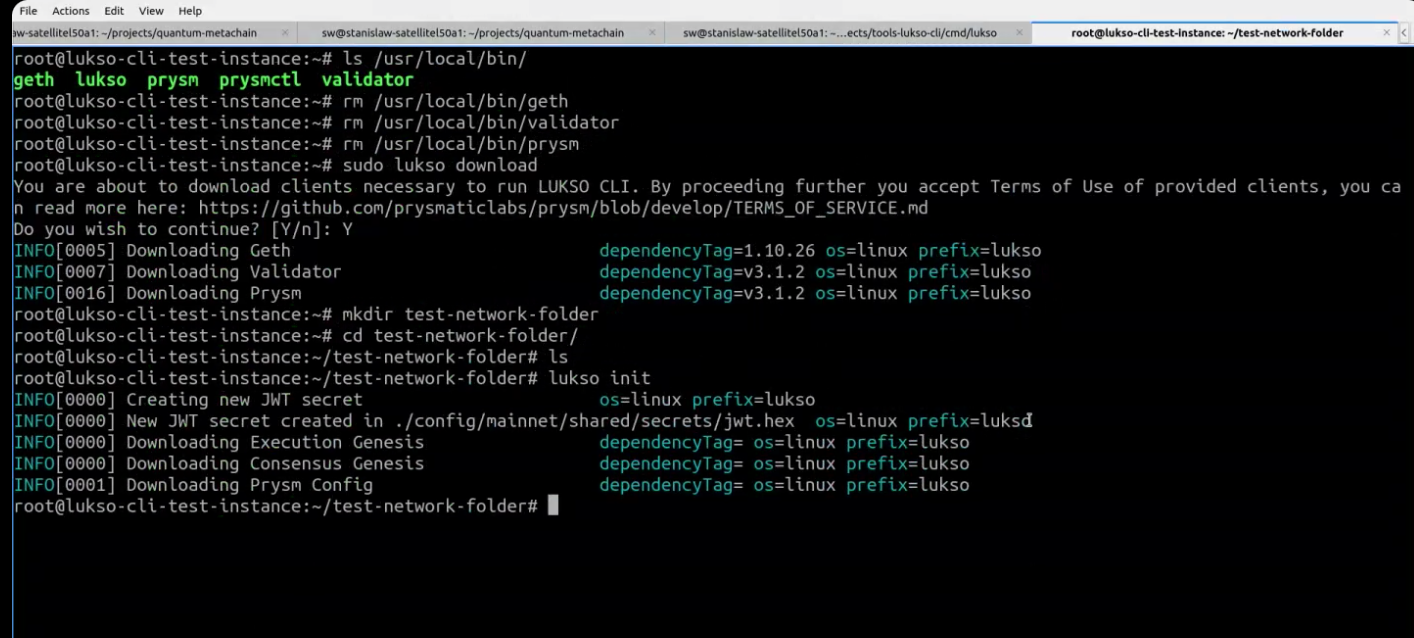 File Actions Edit View Help
aw-satellitel50a1: ~/projects/quantum-metachain × sw@stanislaw-satellitel50a1: ~/projects/quantum-metachain × sw@stanislaw-satellitel50a1: ~...ects/tools-lukso-cli/cmd/lukso × root@lukso-cli-test-instance: ~/test-network-folder × <
root@lukso-cli-test-instance:~# ls /usr/local/bin/
geth lukso prysm prysmctl validator
root@lukso-cli-test-instance:~# rm /usr/local/bin/geth
root@lukso-cli-test-instance:~# rm /usr/local/bin/validator
root@lukso-cli-test-instance:~# rm /usr/local/bin/prysm
root@lukso-cli-test-instance:~# sudo lukso download
You are about to download clients necessary to run LUKSO CLI. By proceeding further you accept Terms of Use of provided clients, you ca
n read more here: https://github.com/prysmaticlabs/prysm/blob/develop/TERMS_OF_SERVICE.md
Do you wish to continue? [Y/n]: Y
INFO[0005] Downloading Geth dependencyTag=1.10.26 os=linux prefix=lukso
INFO[0007] Downloading Validator dependencyTag=v3.1.2 os=linux prefix=lukso
INFO[0016] Downloading Prysm dependencyTag=v3.1.2 os=linux prefix=lukso
root@lukso-cli-test-instance:~# mkdir test-network-folder
root@lukso-cli-test-instance:~# cd test-network-folder/
root@lukso-cli-test-instance:~/test-network-folder# ls
root@lukso-cli-test-instance:~/test-network-folder# lukso init
INFO[0000] Creating new JWT secret os=linux prefix=lukso
INFO[0000] New JWT secret created in ./config/mainnet/shared/secrets/jwt.hex os=linux prefix=lukso
INFO[0000] Downloading Execution Genesis dependencyTag= os=linux prefix=lukso
INFO[0000] Downloading Consensus Genesis dependencyTag= os=linux prefix=lukso
INFO[0001] Downloading Prysm Config dependencyTag= os=linux prefix=lukso
root@lukso-cli-test-instance:~/test-network-folder#